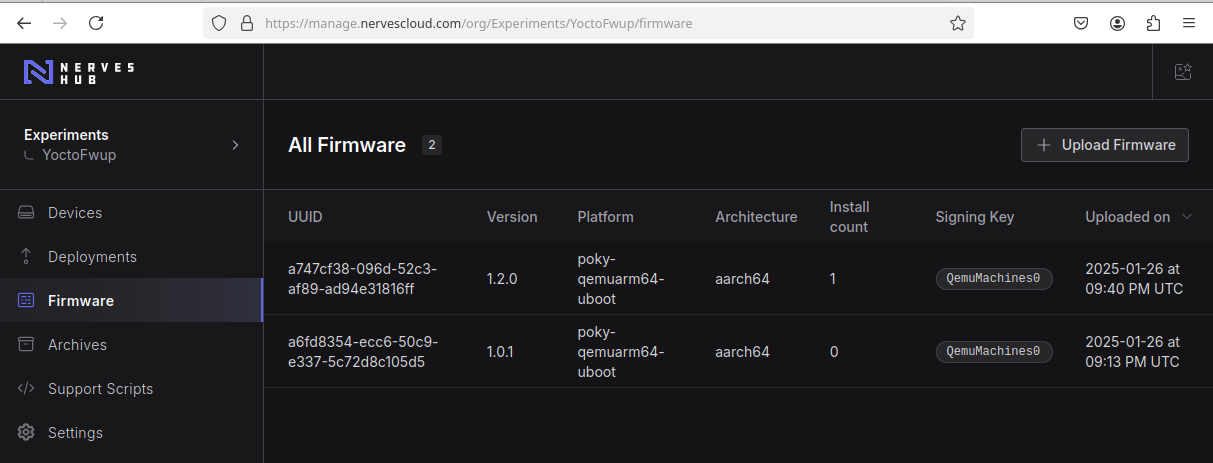 https://manage.nervescloud.com/org/Experiments/YoctoFwup/firmware
NERVES
HUB
Experiments
YoctoFwup
Devices
Deployments
Firmware
Archives
Support Scripts
Settings
All Firmware 2
Upload Firmware
UUID Version Platform Architecture Install count Signing Key Uploaded on
a747cf38-096d-52c3-
af89-ad94e31816ff
1.2.0
poky-
qemuarm64-
uboot
aarch64
1
QemuMachines0
2025-01-26 at
09:40 PM UTC
a6fd8354-ecc6-50c9-
e337-5c72d8c105d5
1.0.1
poky-
qemuarm64-
uboot
aarch64
0
QemuMachines0
2025-01-26 at
09:13 PM UTC